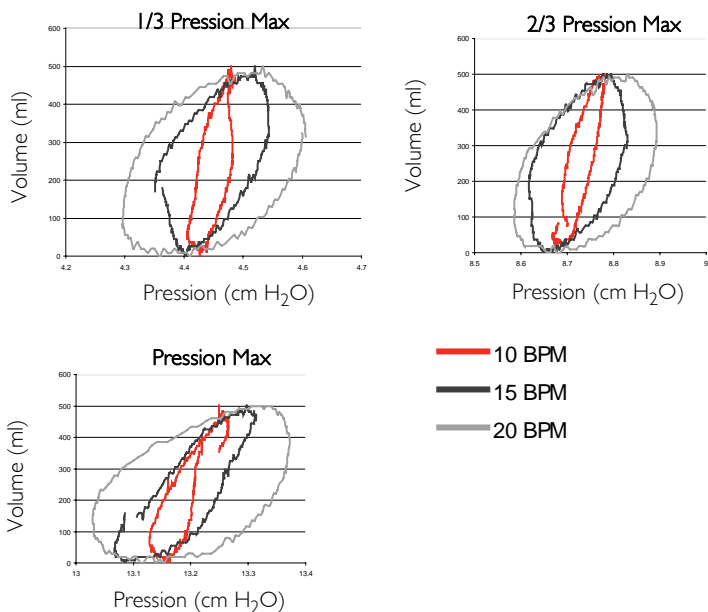 1/3 Pression Max
600
500
400
300
200
100
0
4.2 4.3 4.4 4.5 4.6 4.7
Volume (ml)
Pression (cm H2O)
2/3 Pression Max
600
500
400
300
200
100
0
8.5 8.6 8.7 8.8 8.9 9
Volume (ml)
Pression (cm H2O)
Pression Max
600
500
400
300
200
100
0
13 13.1 13.2 13.3 13.4
Volume (ml)
Pression (cm H2O)
10 BPM
15 BPM
20 BPM